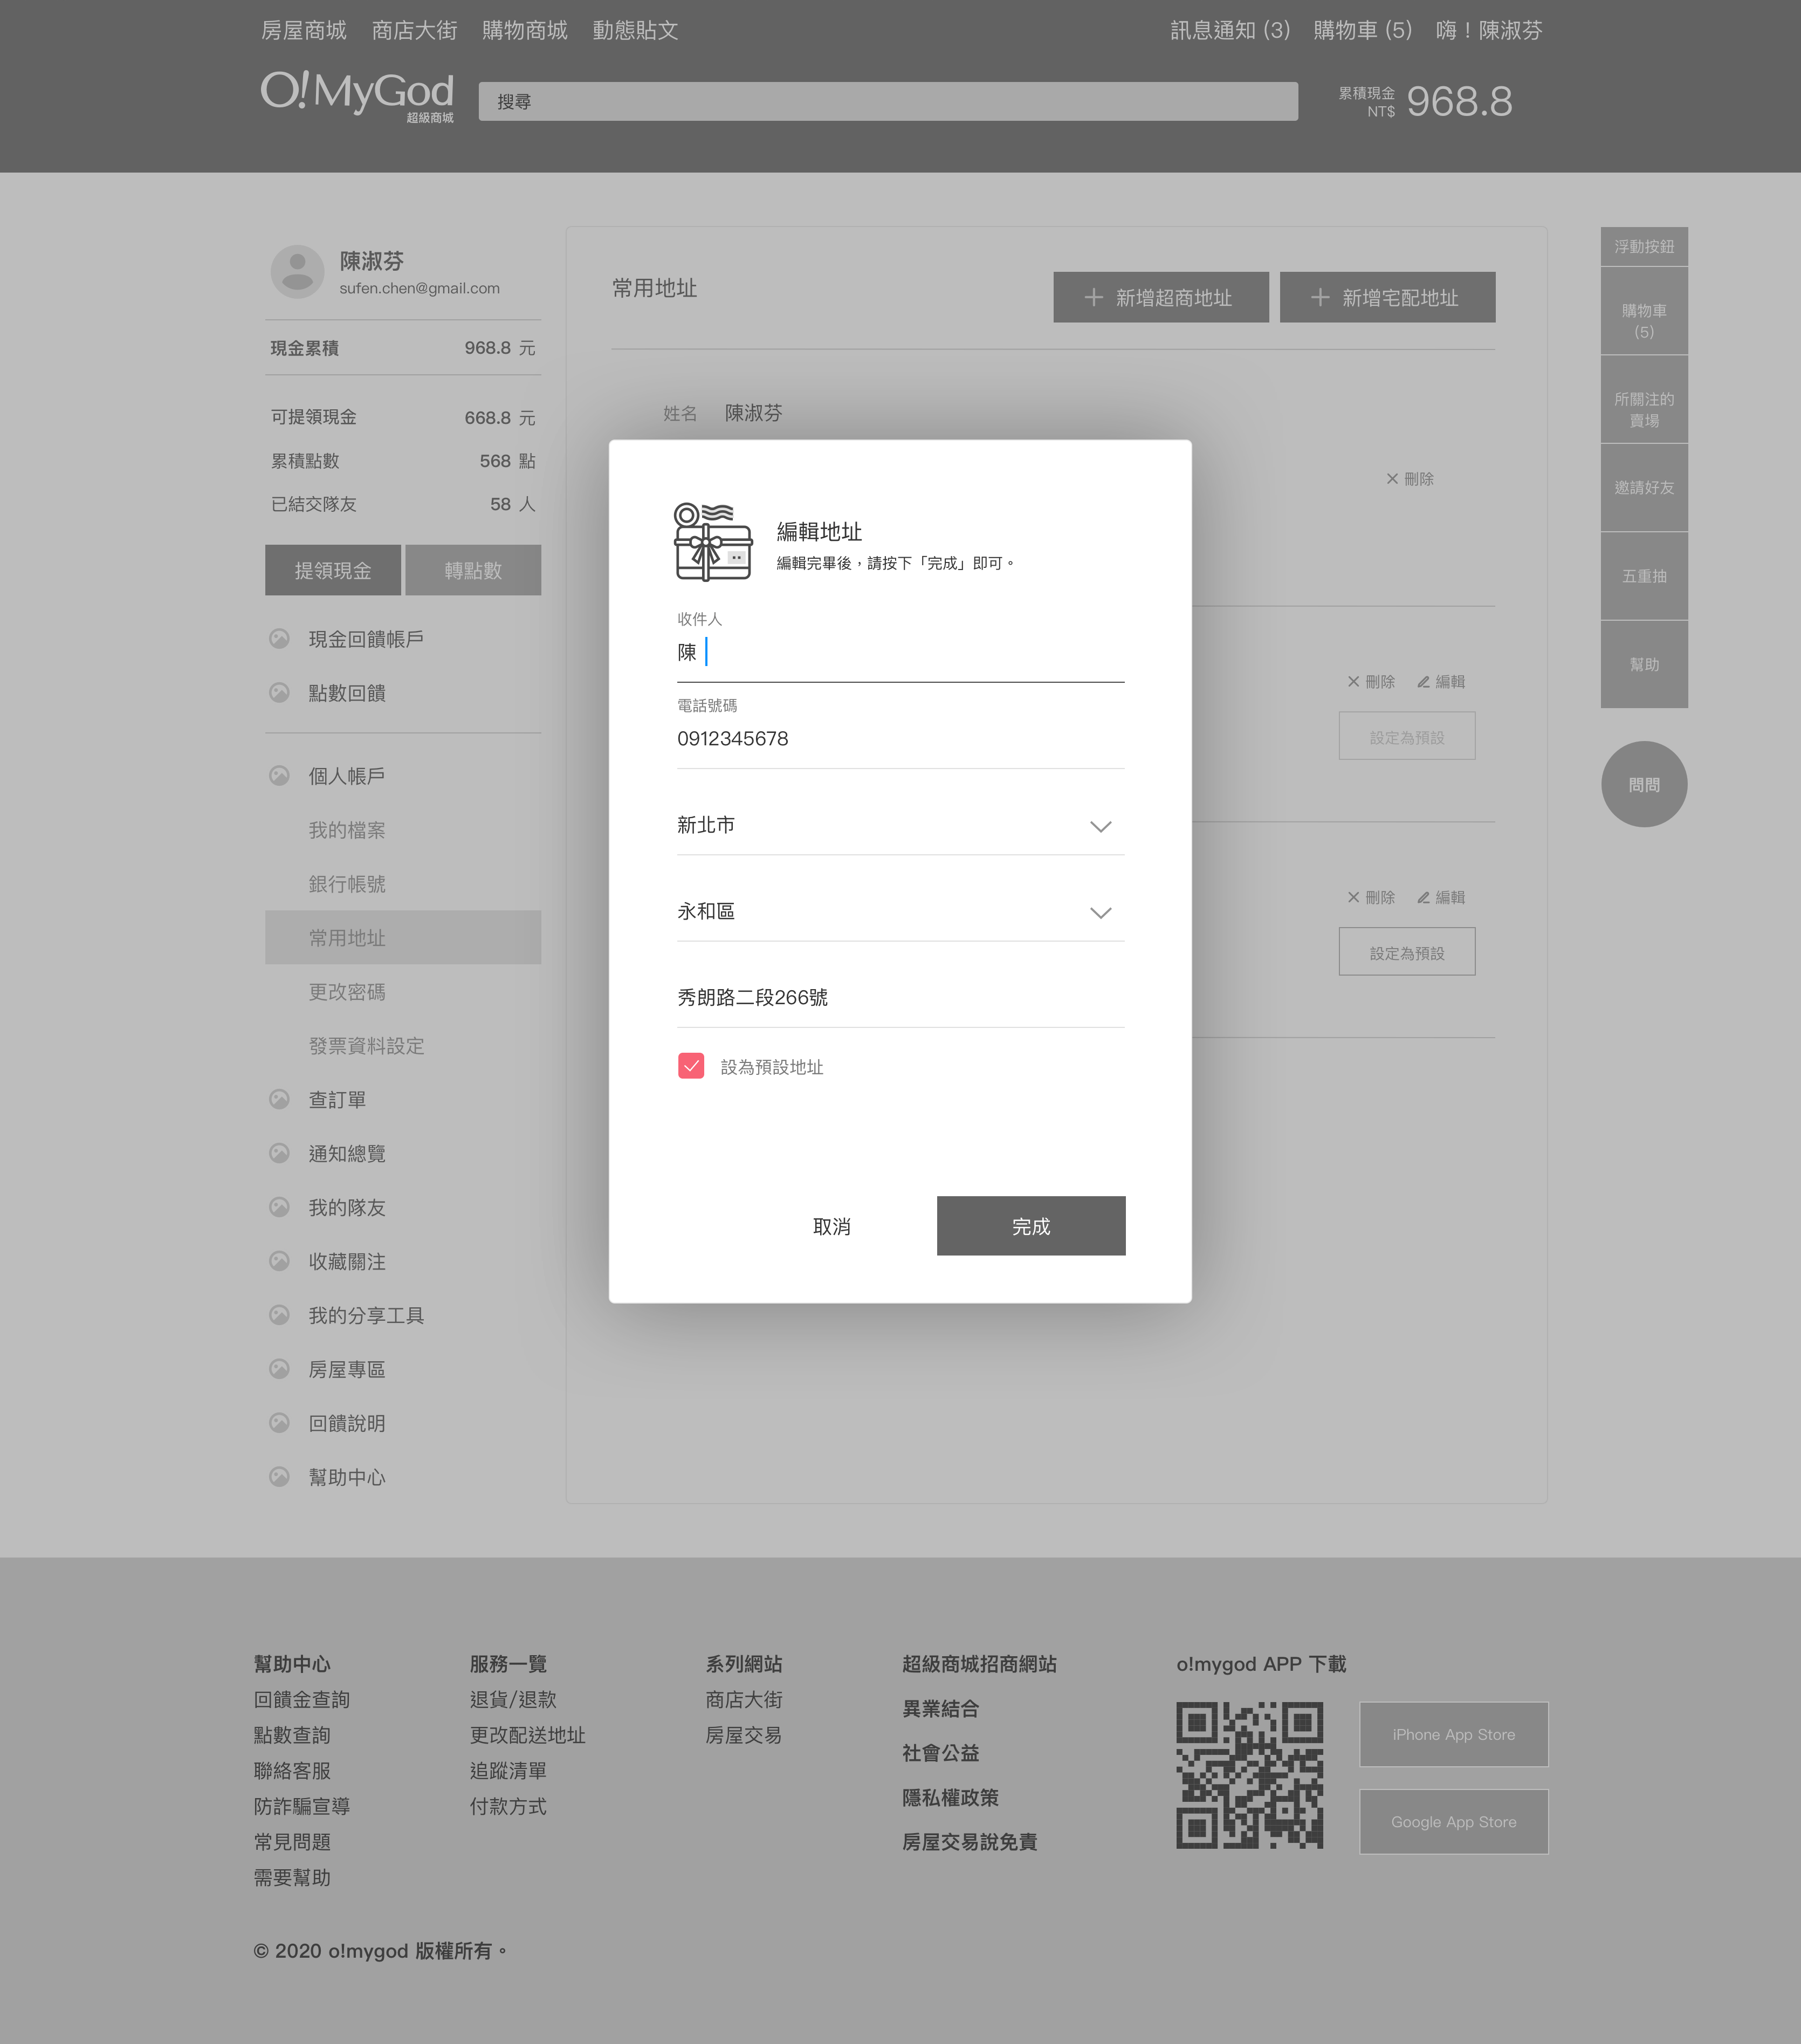 房屋商城 商店大街 購物商城 動態貼文 訊息通知 (3) 購物車 (5) 嗨！陳淑芬
O!MyGod
超級商城
搜尋
累積現金
NT$
968.8
陳淑芬
sufen.chen@gmail.com
現金累積 968.8 元
可提領現金 668.8 元
累積點數 568 點
已結交隊友 58 人
提領現金 轉點數
現金回饋帳戶
點數回饋
個人帳戶
我的檔案
銀行帳號
常用地址
更改密碼
發票資料設定
查訂單
通知總覽
我的隊友
收藏關注
我的分享工具
房屋專區
回饋說明
幫助中心
常用地址
新增超商地址 新增宅配地址
姓名 陳淑芬
刪除
刪除 編輯
設定為預設
刪除 編輯
設定為預設
編輯地址
編輯完畢後，請按下「完成」即可。
收件人
陳
電話號碼
0912345678
新北市
永和區
秀朗路二段266號
設為預設地址
取消 完成
浮動按鈕
購物車
(5)
所關注的
賣場
邀請好友
五重抽
幫助
問問
幫助中心
回饋金查詢
點數查詢
聯絡客服
防詐騙宣導
常見問題
需要幫助
服務一覽
退貨/退款
更改配送地址
追蹤清單
付款方式
系列網站
商店大街
房屋交易
超級商城招商網站
異業結合
社會公益
隱私權政策
房屋交易說免責
o!mygod APP 下載
iPhone App Store
Google App Store
© 2020 o!mygod 版權所有。